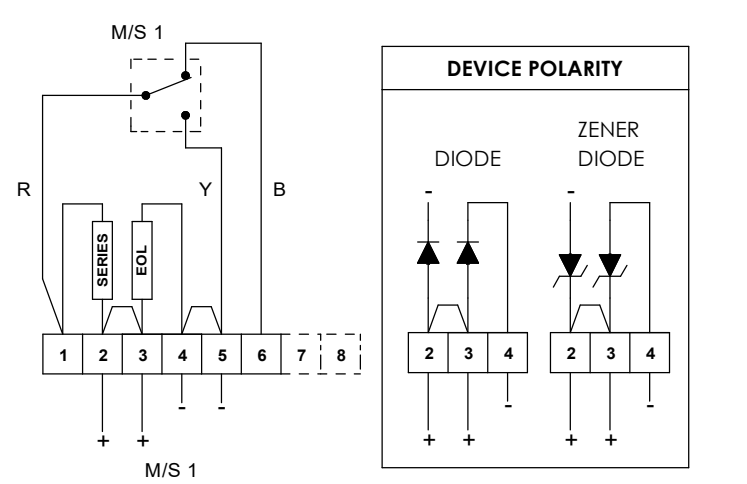 M/S 1
R
Y
B
SERIES
EOL
1 2 3 4 5 6 7 8
- -
+ +
M/S 1
DEVICE POLARITY
DIODE
ZENER
DIODE
- -
2 3 4
2 3 4
- -
+ + + +